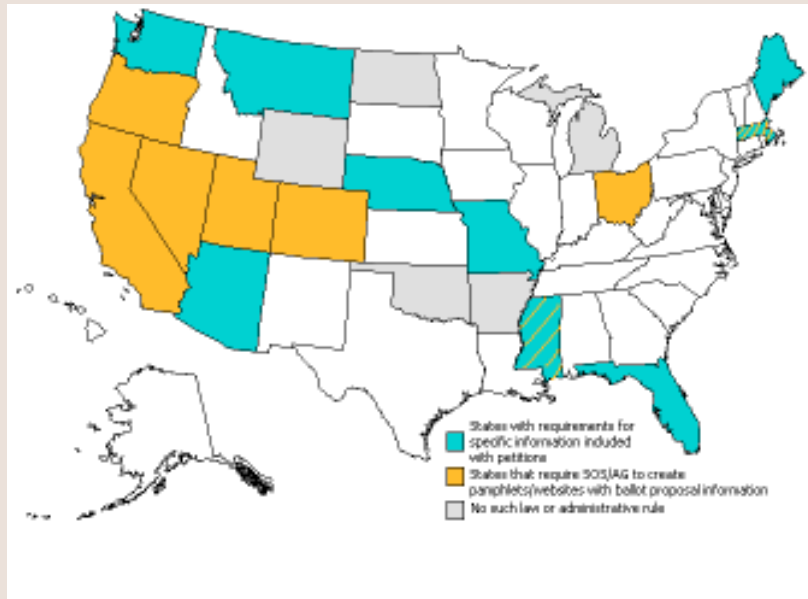 States with requirements for
specific information included
with petitions
States that require SOS/AG to create
pamphlets/websites with ballot proposal information
No such law or administrative rule